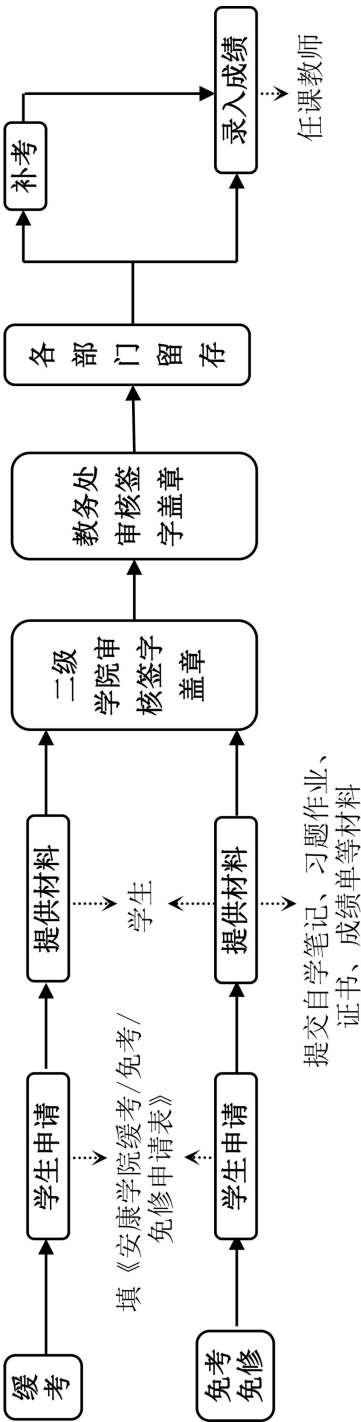 缓
考
学生申请
提供材料
填《安康学院缓考/免考/
免修申请表》
学生
免考
免修
学生申请
提供材料
提交自学笔记、习题作业、
证书、成绩单等材料
二级
学院审
核签字
盖章
教务处
审核签
字盖章
各
部
门
留
存
补考
录入成绩
任课教师